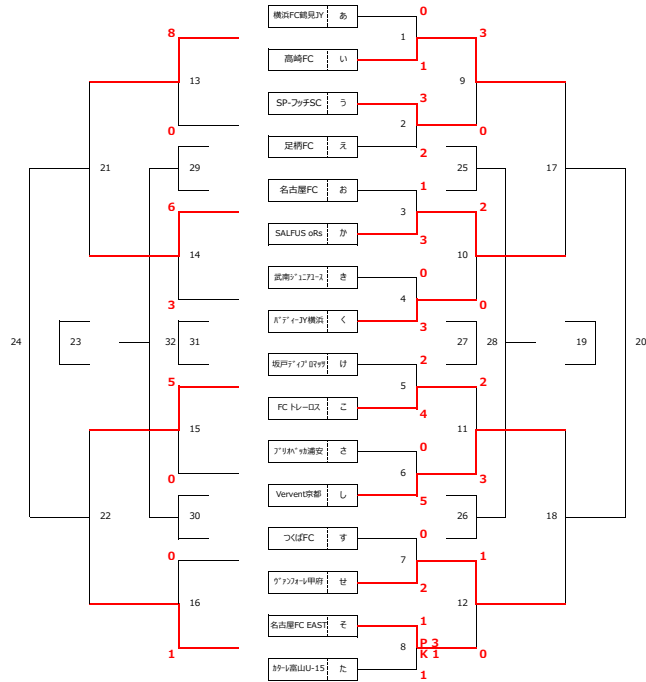 横浜FC鶴見JY あ 0
8 1 3
高崎FC い
1
13 9
SP-フッチSC う 3
2
0 0
足柄FC え
2
21 29 25 17
名古屋FC お 1
6 3 2
SALFUS oRs か
3
14 10
武南ｼﾞｭﾆｱﾕｰｽ き 0
3 4 0
ﾊﾞﾃﾞｨｰJY横浜 く
3
24 23 32 31 27 28 19 20
坂戸ﾃﾞｨﾌﾟﾛﾏｯｻ け 2
5 5 2
FC トレーロス こ
4
15 11
ﾌﾞﾘｵﾍﾞｯｶ浦安 さ 0
0 6 3
Vervent京都 し
5
22 30 26 18
つくばFC す 0
0 7 1
ｳﾞｧﾝﾌｫｰﾚ甲府 せ
2
16 12
名古屋FC EAST そ 1
P 3
8
1 K 1 0
ｶﾀｰﾚ富山U-15 た
1